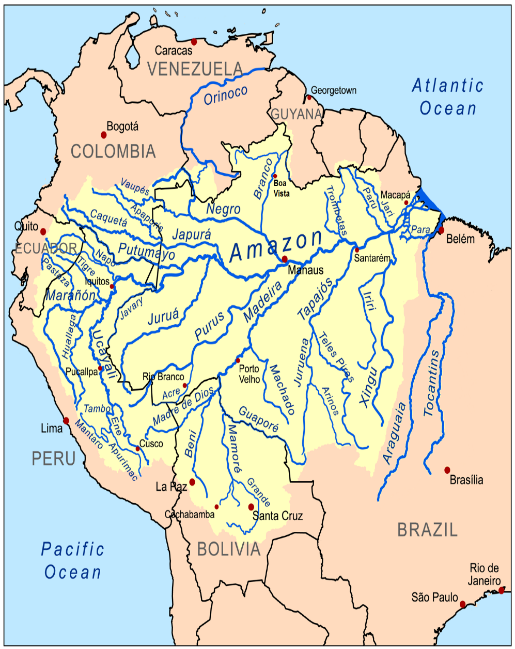 Caracas
VENEZUELA
Orinoco
Georgetown
GUYANA
Atlantic
Ocean
Bogotá
COLOMBIA
Vaupés
Caquetá
Apaporis
Negro
Branco
Boa
Vista
Trombetas
Paru
Jari
Macapá
Para
Belém
Quito
ECUADOR
Putumayo
Japurá
Amazon
Manaus
Santarém
Napo
Tigre
Pastaza
Iquitos
Marañón
Javary
Juruá
Purus
Madeira
Tapajós
Iriri
Huallaga
Ucayali
Pucallpa
Rio Branco
Acre
Porto
Velho
Machado
Juruena
Teles Pires
Arinos
Xingu
Araguaia
Tocantins
Madre de Dios
Guaporé
Tambo
Ene
Lima
Mantaro
Apurimac
Cusco
PERU
Beni
Mamoré
Grande
La Paz
Cochabamba
Santa Cruz
BOLIVIA
Brasília
BRAZIL
Pacific
Ocean
Rio de
Janeiro
São Paulo